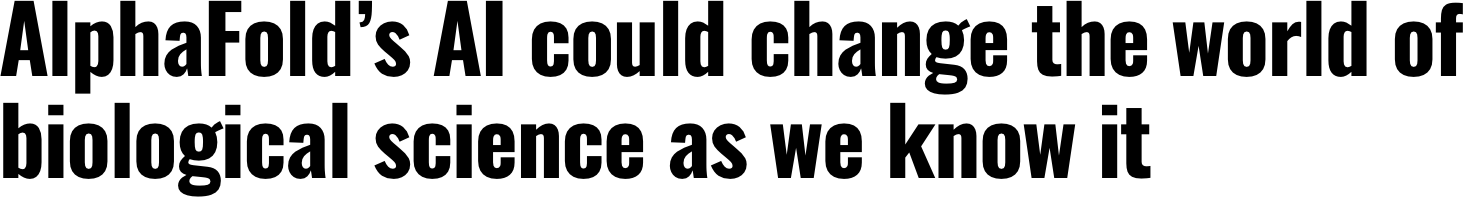 AlphaFold’s AI could change the world of
biological science as we know it